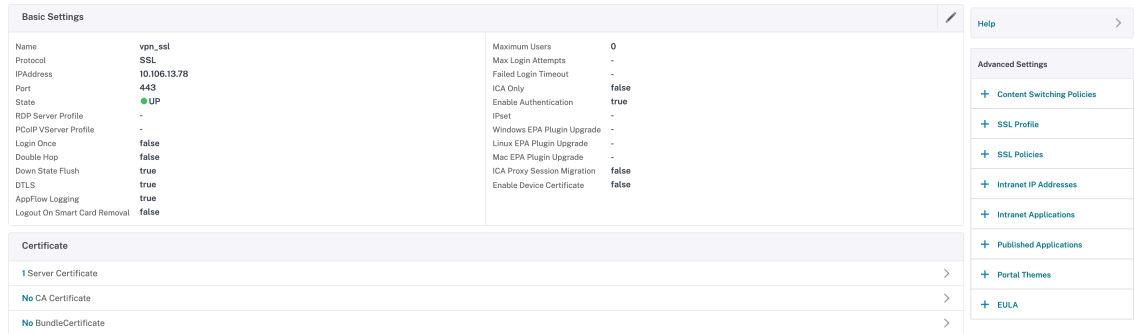 Basic Settings
Name vpn_ssl
Protocol SSL
IPAddress 10.106.13.78
Port 443
State UP
RDP Server Profile -
PCoIP VServer Profile -
Login Once false
Double Hop false
Down State Flush true
DTLS true
AppFlow Logging true
Logout On Smart Card Removal false
Maximum Users 0
Max Login Attempts -
Failed Login Timeout -
ICA Only false
Enable Authentication true
IPset -
Windows EPA Plugin Upgrade -
Linux EPA Plugin Upgrade -
Mac EPA Plugin Upgrade -
ICA Proxy Session Migration false
Enable Device Certificate false
Certificate
1 Server Certificate
No CA Certificate
No BundleCertificate
Help
Advanced Settings
+ Content Switching Policies
+ SSL Profile
+ SSL Policies
+ Intranet IP Addresses
+ Intranet Applications
+ Published Applications
+ Portal Themes
+ EULA